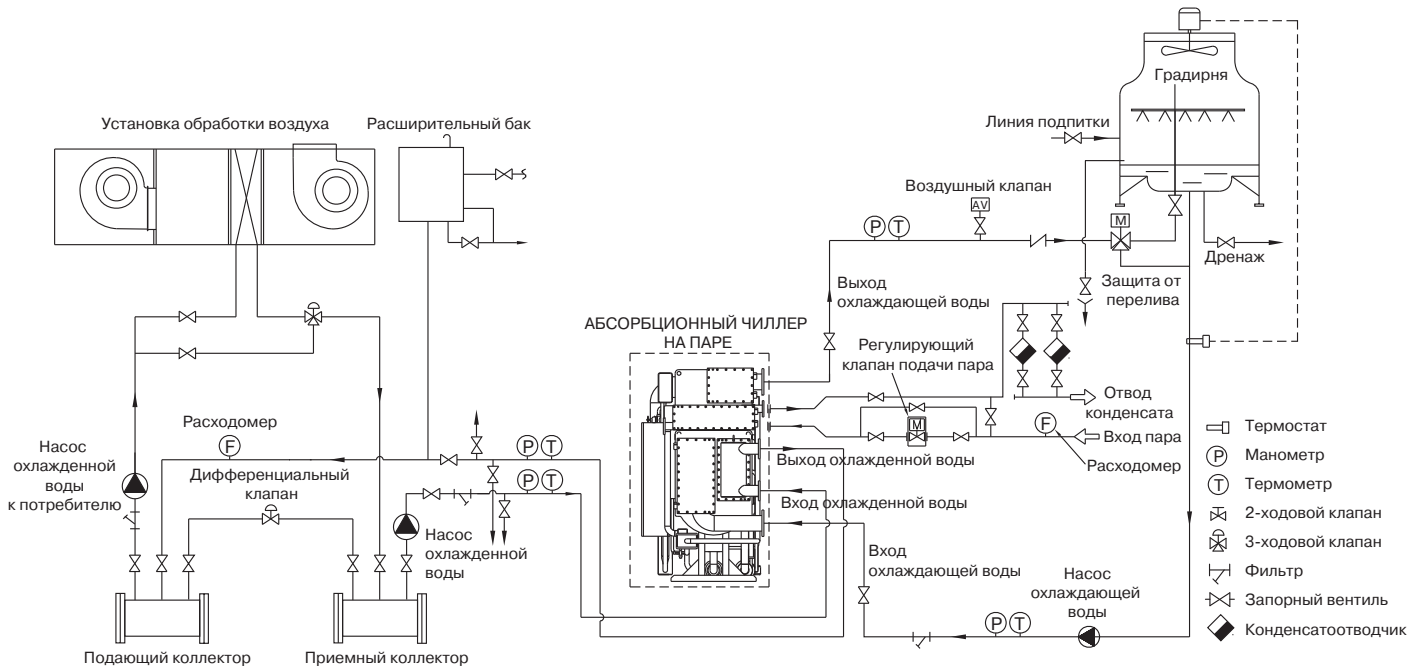 Градирня
Линия подпитки
Установка обработки воздуха
Расширительный бак
Воздушный клапан
AV
P
T
M
Дренаж
Защита от
перелива
Выход
охлаждающей воды
АБСОРБЦИОННЫЙ ЧИЛЛЕР
НА ПАРЕ
Регулирующий
клапан подачи пара
Отвод
конденсата
M
F
Вход пара
Расходомер
Выход охлажденной воды
Вход охлажденной воды
Расходомер
F
P
T
P
T
Насос
охлажденной
воды
к потребителю
Дифференциальный
клапан
Насос
охлажденной
воды
Вход
охлаждающей воды
Насос
охлаждающей
воды
P
T
Подающий коллектор
Приемный коллектор
Термостат
P
Манометр
T
Термометр
2-ходовой клапан
3-ходовой клапан
Фильтр
Запорный вентиль
Конденсатоотводчик